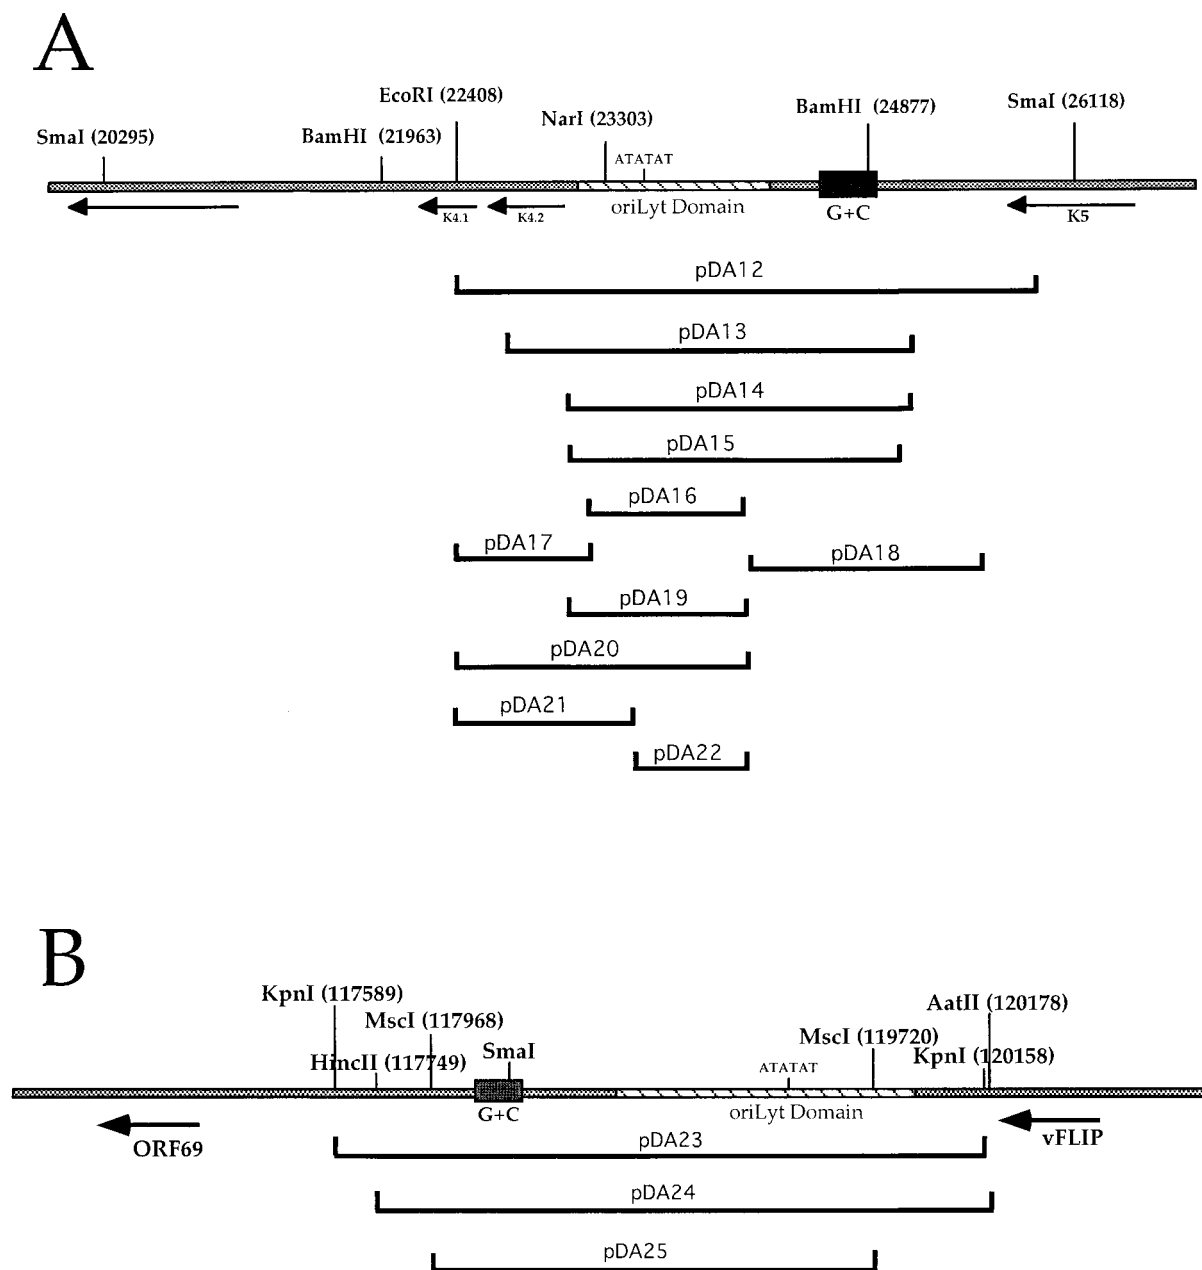 A
EcoRI (22408)
BamHI (24877)
SmaI (26118)
NarI (23303)
SmaI (20295)
BamHI (21963)
ATATAT
K4.1
K4.2
oriLyt Domain
G+C
K5
pDA12
pDA13
pDA14
pDA15
pDA16
pDA17
pDA18
pDA19
pDA20
pDA21
pDA22
B
KpnI (117589)
AatII (120178)
MscI (117968)
MscI (119720)
SmaI
HincII (117749)
KpnI (120158)
ATATAT
G+C
oriLyt Domain
ORF69
vFLIP
pDA23
pDA24
pDA25